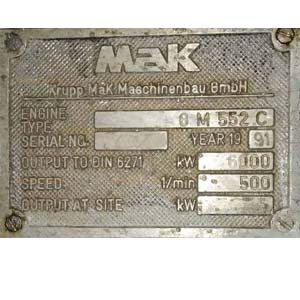 MaK
Krupp MaK Maschinenbau GmbH
ENGINE TYPE 8 M 552 C
SERIAL NO. YEAR 19 91
OUTPUT TO DIN 6271 kW 6000
SPEED 1/min 500
OUTPUT AT SITE kW